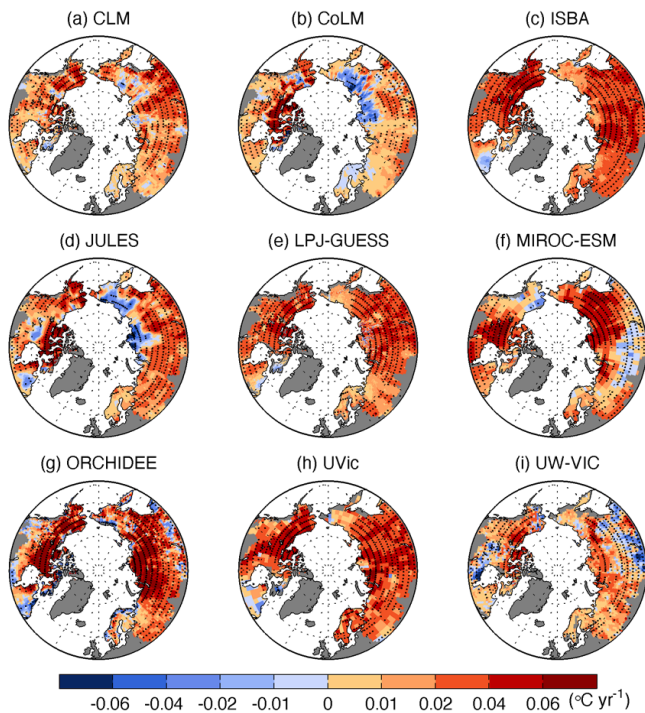 (a) CLM
(b) CoLM
(c) ISBA
(d) JULES
(e) LPJ-GUESS
(f) MIROC-ESM
(g) ORCHIDEE
(h) UVic
(i) UW-VIC
-0.06 -0.04 -0.02 -0.01 0 0.01 0.02 0.04 0.06 (°C yr⁻¹)